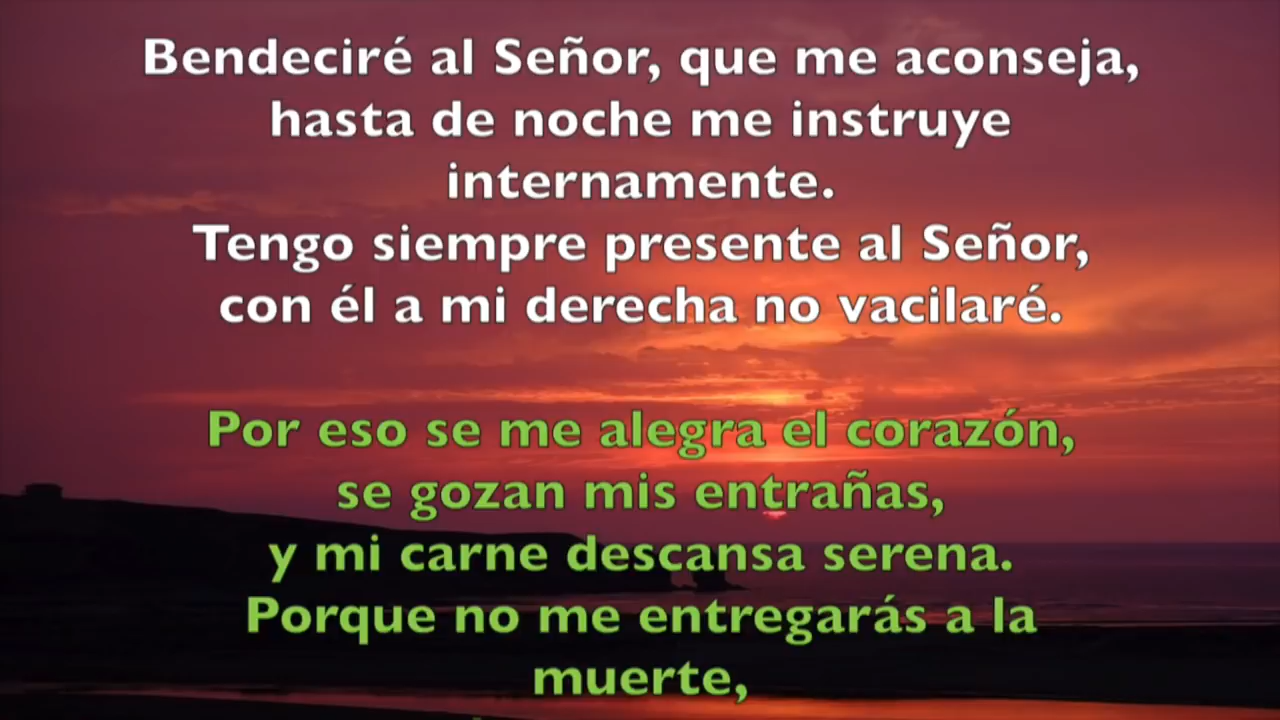 Bendeciré al Señor, que me aconseja,
hasta de noche me instruye
internamente.
Tengo siempre presente al Señor,
con él a mi derecha no vacilaré.
Por eso se me alegra el corazón,
se gozan mis entrañas,
y mi carne descansa serena.
Porque no me entregarás a la
muerte,